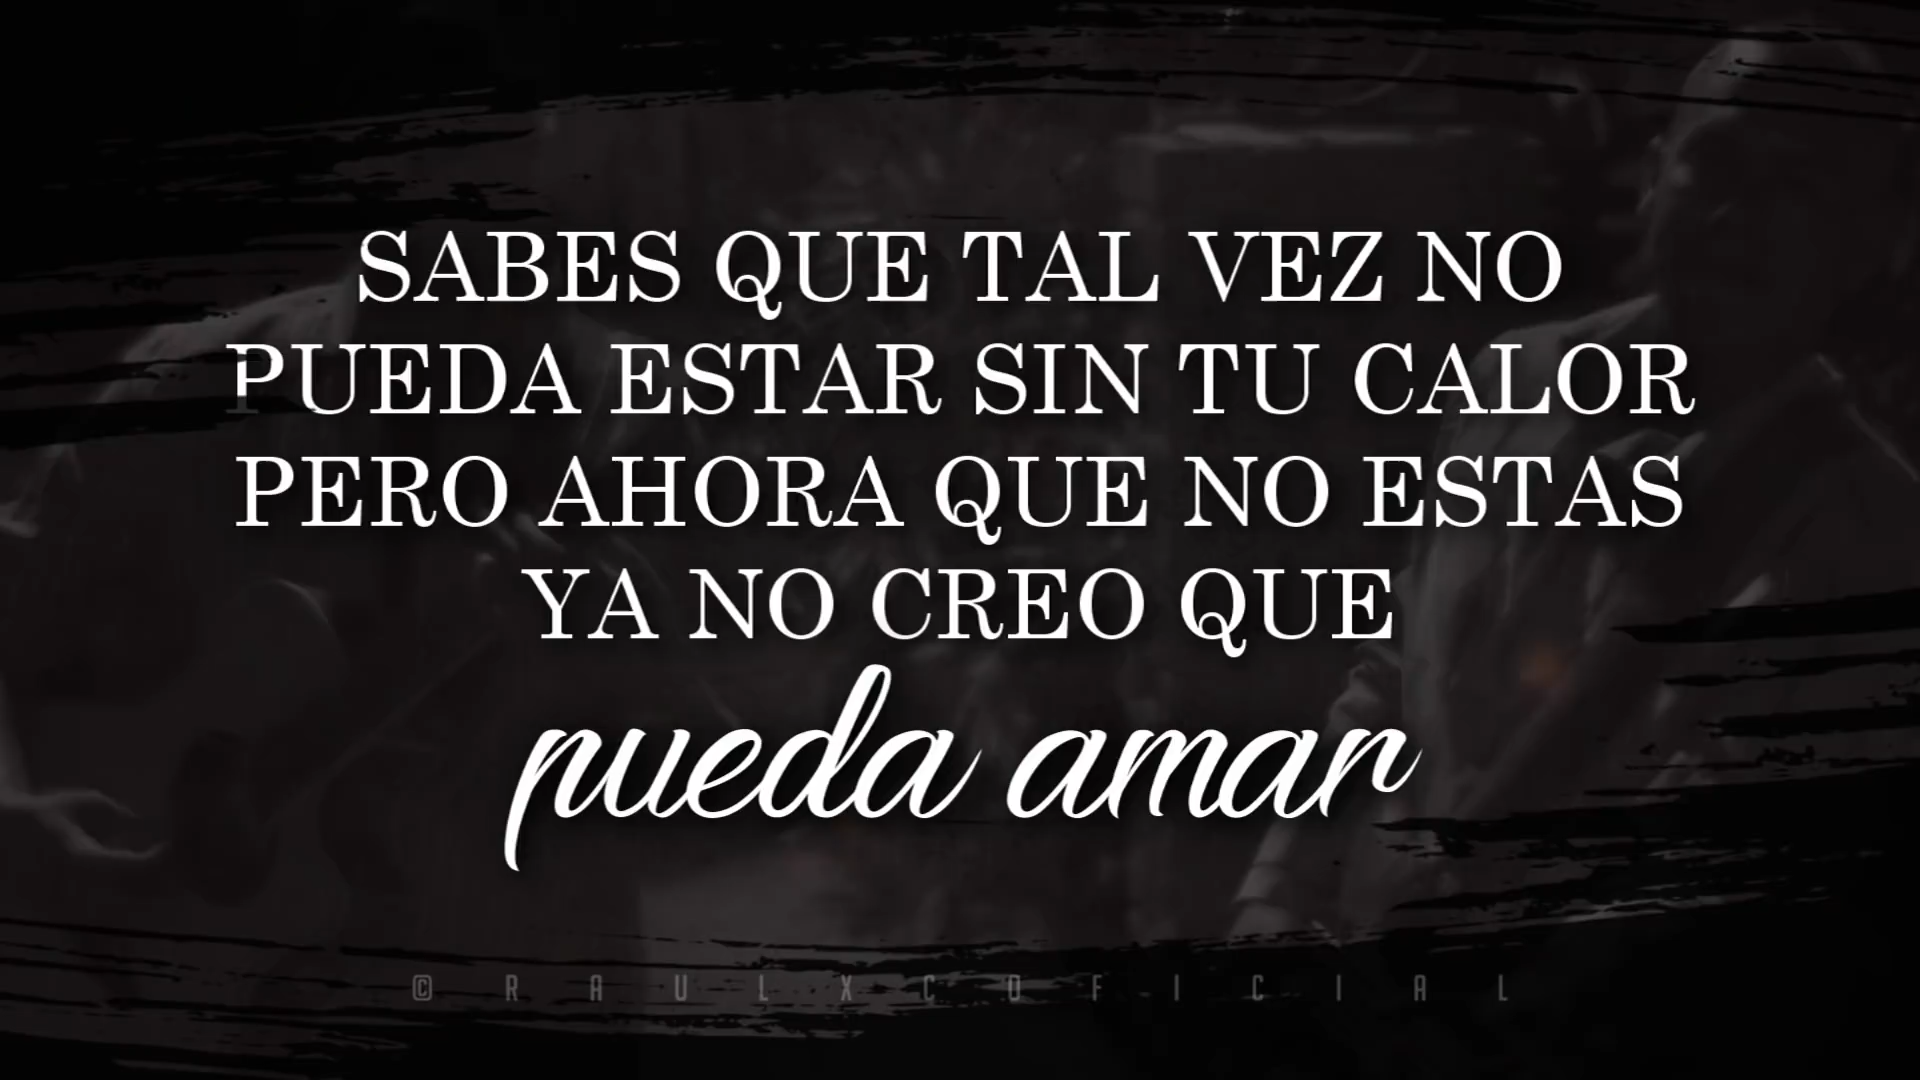 SABES QUE TAL VEZ NO
PUEDA ESTAR SIN TU CALOR
PERO AHORA QUE NO ESTAS
YA NO CREO QUE
pueda amar
© RAULXCOFICIAL